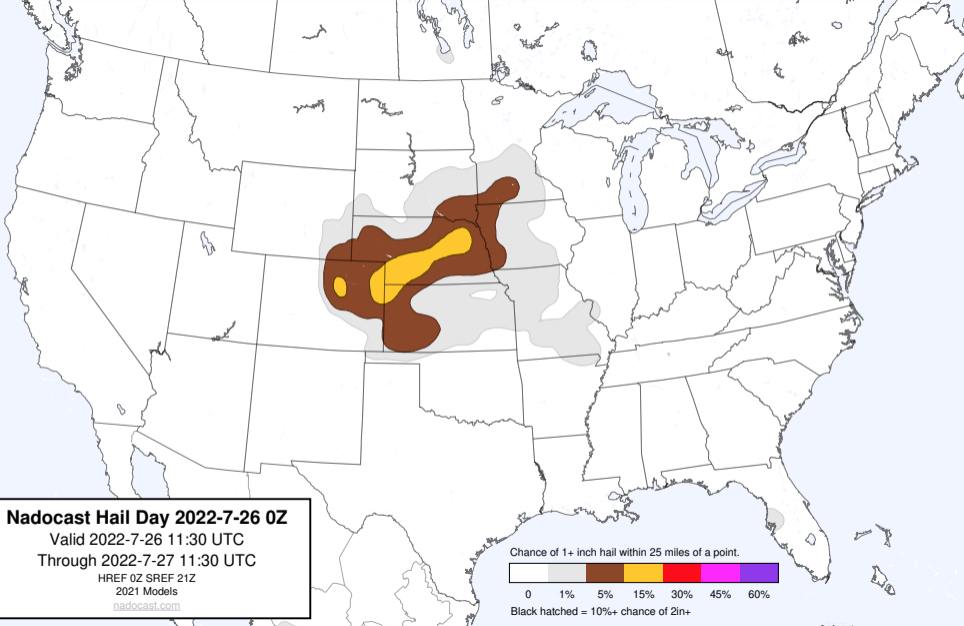 Nadocast Hail Day 2022-7-26 0Z
Valid 2022-7-26 11:30 UTC
Through 2022-7-27 11:30 UTC
HREF 0Z SREF 21Z
2021 Models
nadocast.com
Chance of 1+ inch hail within 25 miles of a point.
0 1% 5% 15% 30% 45% 60%
Black hatched = 10%+ chance of 2in+